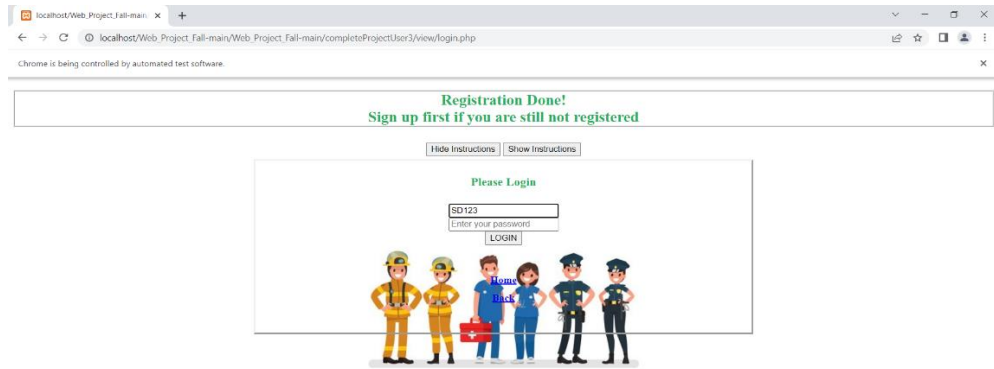 localhost/Web_Project_Fall-main
localhost/Web_Project_Fall-main/Web_Project_Fall-main/completeProjectUser3/view/login.php
Chrome is being controlled by automated test software.
Registration Done!
Sign up first if you are still not registered
Hide Instructions Show Instructions
Please Login
SD123
Enter your password
LOGIN
Home
Back